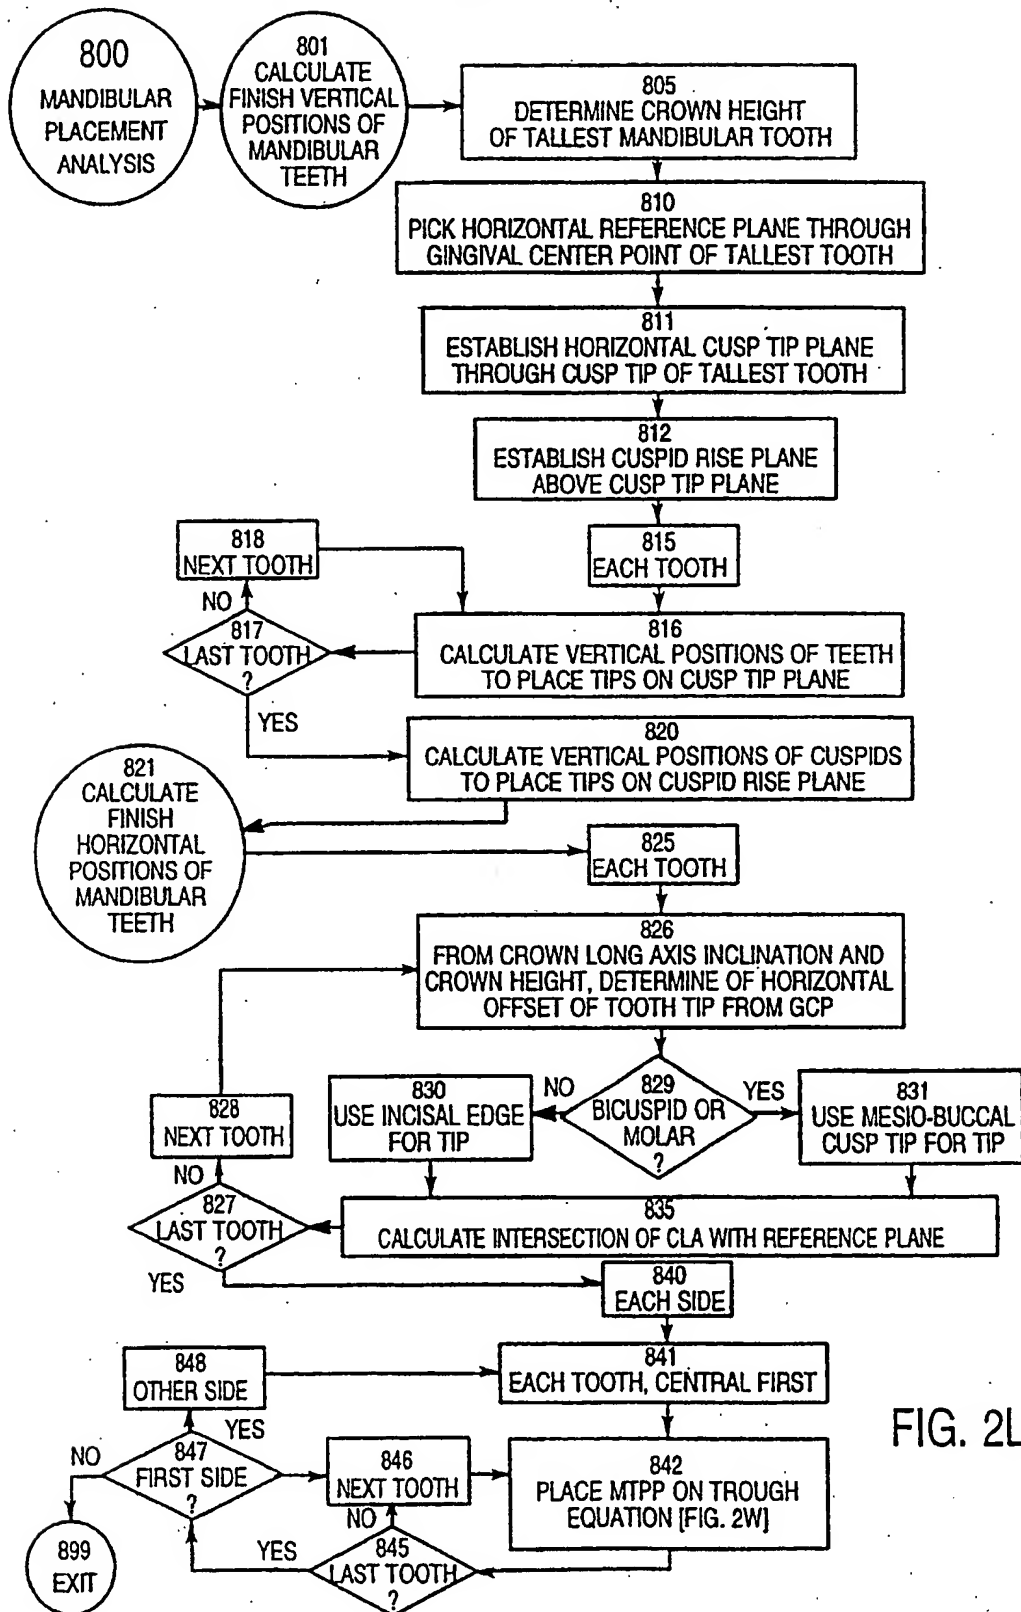 800
MANDIBULAR
PLACEMENT
ANALYSIS
801
CALCULATE
FINISH VERTICAL
POSITIONS OF
MANDIBULAR
TEETH
805
DETERMINE CROWN HEIGHT
OF TALLEST MANDIBULAR TOOTH
810
PICK HORIZONTAL REFERENCE PLANE THROUGH
GINGIVAL CENTER POINT OF TALLEST TOOTH
811
ESTABLISH HORIZONTAL CUSP TIP PLANE
THROUGH CUSP TIP OF TALLEST TOOTH
812
ESTABLISH CUSPID RISE PLANE
ABOVE CUSP TIP PLANE
815
EACH TOOTH
818
NEXT TOOTH
NO
817
LAST TOOTH
?
YES
816
CALCULATE VERTICAL POSITIONS OF TEETH
TO PLACE TIPS ON CUSP TIP PLANE
820
CALCULATE VERTICAL POSITIONS OF CUSPIDS
TO PLACE TIPS ON CUSPID RISE PLANE
821
CALCULATE
FINISH
HORIZONTAL
POSITIONS OF
MANDIBULAR
TEETH
825
EACH TOOTH
826
FROM CROWN LONG AXIS INCLINATION AND
CROWN HEIGHT, DETERMINE OF HORIZONTAL
OFFSET OF TOOTH TIP FROM GCP
829
BICUSPID OR
MOLAR
?
NO
YES
830
USE INCISAL EDGE
FOR TIP
831
USE MESIO-BUCCAL
CUSP TIP FOR TIP
828
NEXT TOOTH
NO
827
LAST TOOTH
?
YES
835
CALCULATE INTERSECTION OF CLA WITH REFERENCE PLANE
840
EACH SIDE
841
EACH TOOTH, CENTRAL FIRST
848
OTHER SIDE
YES
NO
847
FIRST SIDE
?
846
NEXT TOOTH
NO
842
PLACE MTPP ON TROUGH
EQUATION [FIG. 2W]
YES
845
LAST TOOTH
?
899
EXIT
FIG. 2L